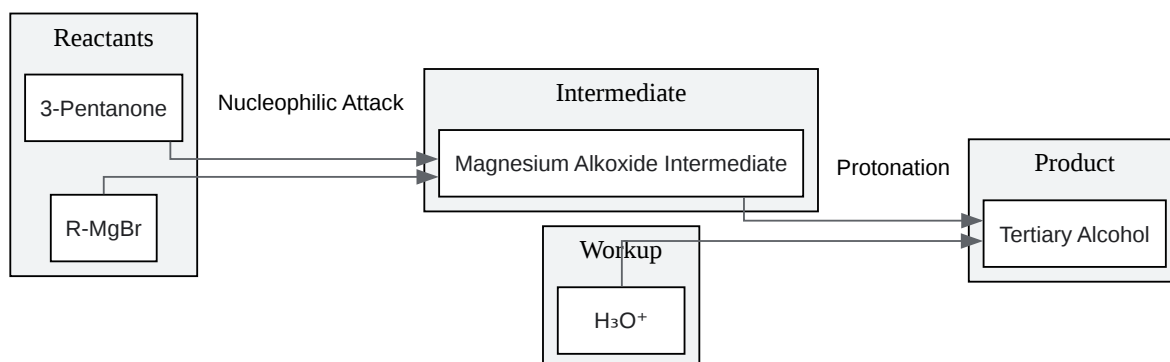 Reactants
3-Pentanone
R-MgBr
Nucleophilic Attack
Intermediate
Magnesium Alkoxide Intermediate
Workup
H₃O⁺
Protonation
Product
Tertiary Alcohol